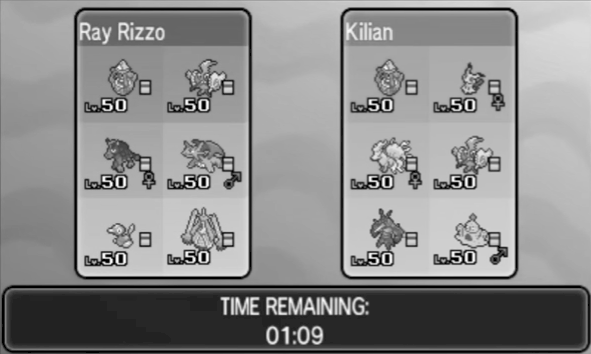 Ray Rizzo
Lv.50 Lv.50
Lv.50 ♀ Lv.50 ♂
Lv.50 Lv.50
Kilian
Lv.50 Lv.50 ♀
Lv.50 ♀ Lv.50
Lv.50 Lv.50 ♂
TIME REMAINING:
01:09